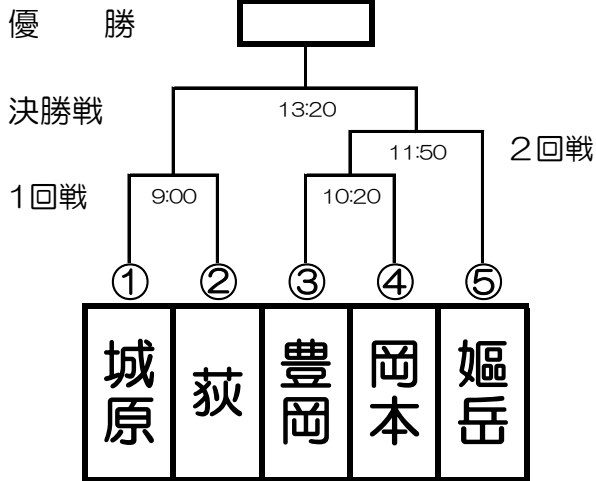 優　勝
決勝戦
13:20
11:50
２回戦
1回戦
9:00
10:20
① ② ③ ④ ⑤
城原
荻
豊岡
岡本
嫗岳